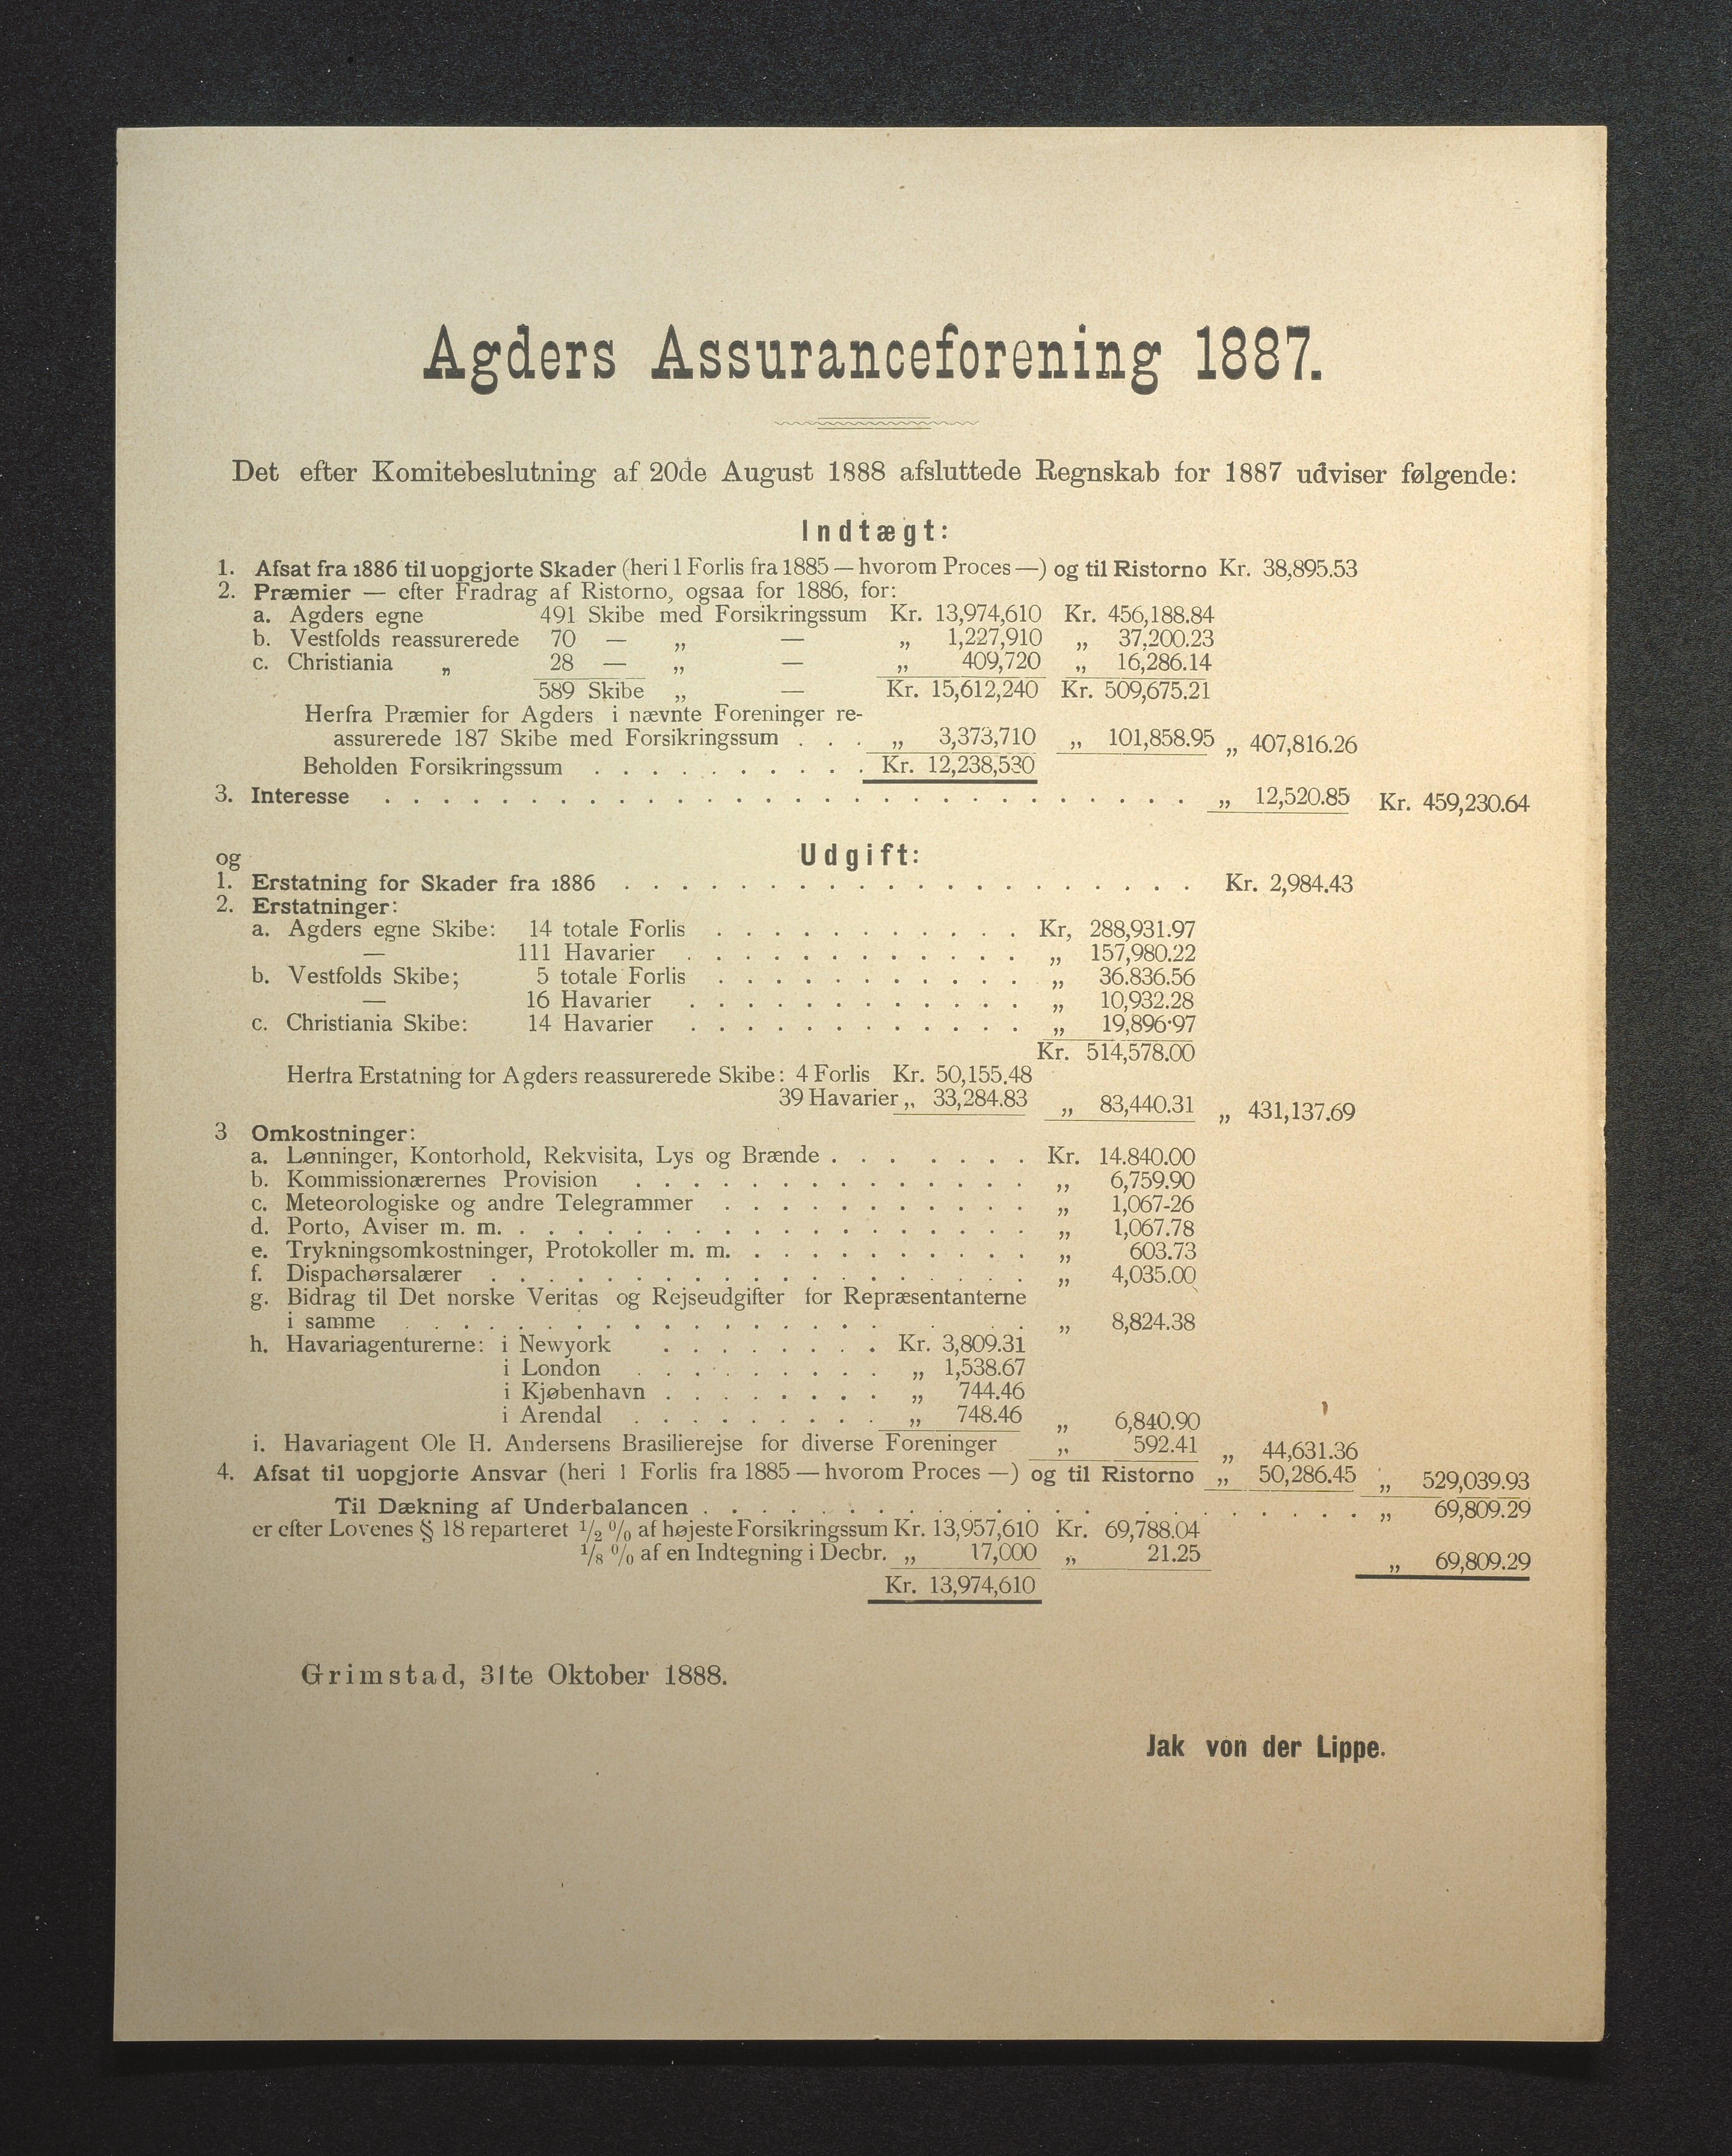 Agders Assuranceforening 1887.
Det efter Komitebeslutning af 20de August 1888 afsluttede Regnskab for 1887 udviser følgende:
Indtægt:
1. Afsat fra 1886 til uopgjorte Skader (heri 1 Forlis fra 1885 — hvorom Proces —) og til Ristorno Kr. 38,895.53
2. Præmier — efter Fradrag af Ristorno, ogsaa for 1886, for:
a. Agders egne 491 Skibe med Forsikringssum Kr. 13,974,610 Kr. 456,188.84
b. Vestfolds reassurerede 70 — „ — „ 1,227,910 „ 37,200.23
c. Christiania „ 28 — „ — „ 409,720 „ 16,286.14
589 Skibe „ — Kr. 15,612,240 Kr. 509,675.21
Herfra Præmier for Agders i nævnte Foreninger re-
assurerede 187 Skibe med Forsikringssum . . . „ 3,373,710 „ 101,858.95 „ 407,816.26
Beholden Forsikringssum . . . . . . . . . . Kr. 12,238,530
3. Interesse . . . . . . . . . . . . . . . . . . . . . . . . . . . . „ 12,520.85 Kr. 459,230.64
og Udgift:
1. Erstatning for Skader fra 1886 . . . . . . . . . . . . . . . . . . . . Kr. 2,984.43
2. Erstatninger:
a. Agders egne Skibe: 14 totale Forlis . . . . . . . . . . . Kr, 288,931.97
— 111 Havarier . . . . . . . . . . . . . „ 157,980.22
b. Vestfolds Skibe; 5 totale Forlis . . . . . . . . . . . . „ 36.836.56
— 16 Havarier . . . . . . . . . . . . . „ 10,932.28
c. Christiania Skibe: 14 Havarier . . . . . . . . . . . . . „ 19,896·97
Kr. 514,578.00
Herfra Erstatning for Agders reassurerede Skibe: 4 Forlis Kr. 50,155.48
39 Havarier „ 33,284.83 „ 83,440.31 „ 431,137.69
3 Omkostninger:
a. Lønninger, Kontorhold, Rekvisita, Lys og Brænde . . . . . . . Kr. 14.840.00
b. Kommissionærernes Provision . . . . . . . . . . . . . . „ 6,759.90
c. Meteorologiske og andre Telegrammer . . . . . . . . . . . „ 1,067-26
d. Porto, Aviser m. m. . . . . . . . . . . . . . . . . . . „ 1,067.78
e. Trykningsomkostninger, Protokoller m. m. . . . . . . . . . . „ 603.73
f. Dispachørsalærer . . . . . . . . . . . . . . . . . . . „ 4,035.00
g. Bidrag til Det norske Veritas og Rejseudgifter for Repræsentanterne
i samme . . . . . . . . . . . . . . . . . . . . „ 8,824.38
h. Havariagenturerne: i Newyork . . . . . . . . Kr. 3,809.31
i London . . . . . . . . . „ 1,538.67
i Kjøbenhavn . . . . . . . . „ 744.46
i Arendal . . . . . . . . . „ 748.46 „ 6,840.90
i. Havariagent Ole H. Andersens Brasilierejse for diverse Foreninger „ 592.41 „ 44,631.36
4. Afsat til uopgjorte Ansvar (heri 1 Forlis fra 1885 — hvorom Proces —) og til Ristorno „ 50,286.45 „ 529,039.93
Til Dækning af Underbalancen . . . . . . . . . . . . . . . . . . . . . . . „ 69,809.29
er efter Lovenes § 18 reparteret 1/2 % af højeste Forsikringssum Kr. 13,957,610 Kr. 69,788.04
1/8 % af en Indtegning i Decbr. „ 17,000 „ 21.25 „ 69,809.29
Kr. 13,974,610
Grimstad, 31te Oktober 1888.
Jak von der Lippe.